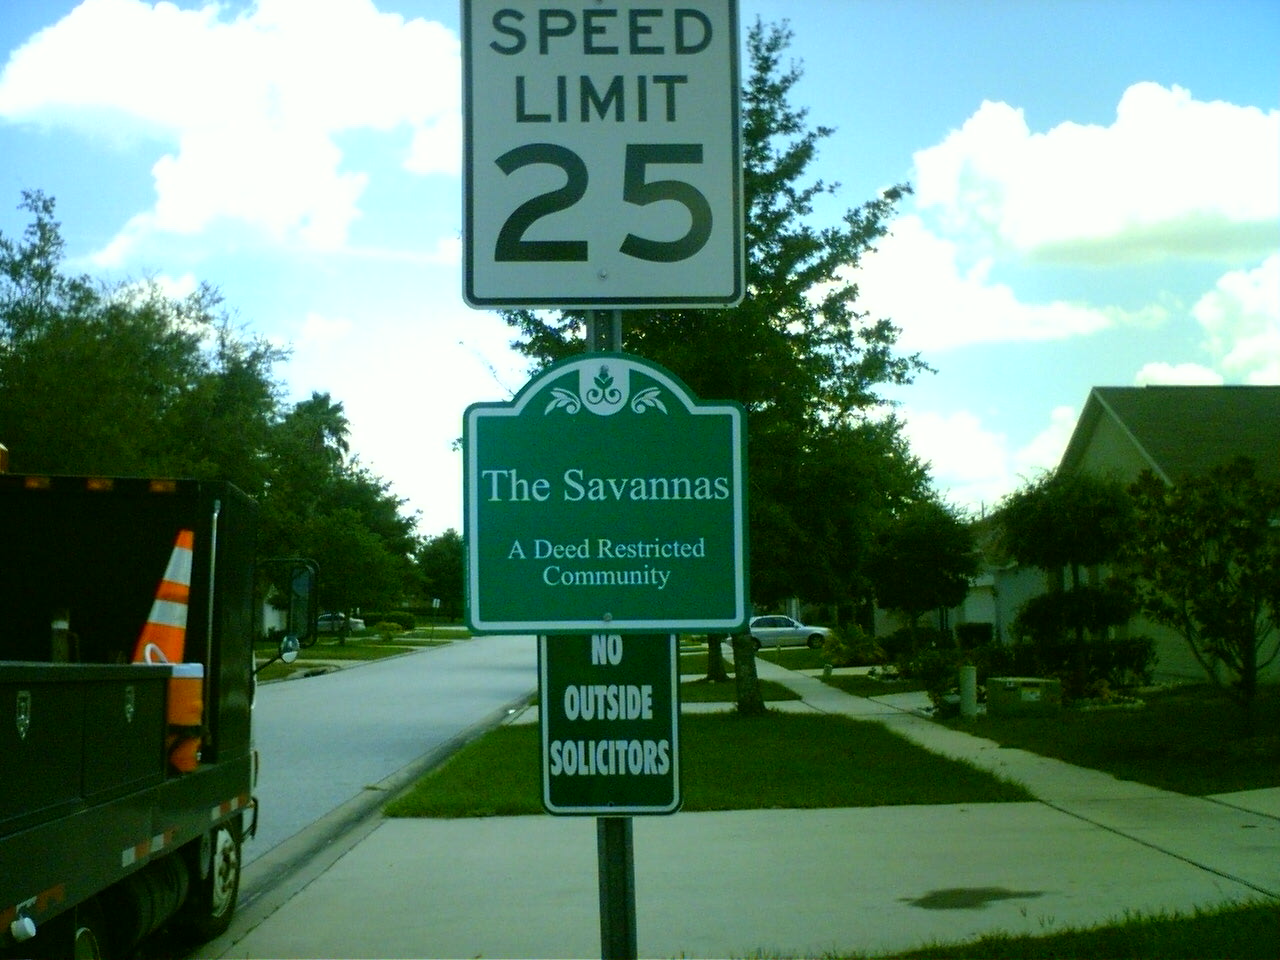 SPEED
LIMIT
25
The Savannas
A Deed Restricted
Community
NO
OUTSIDE
SOLICITORS